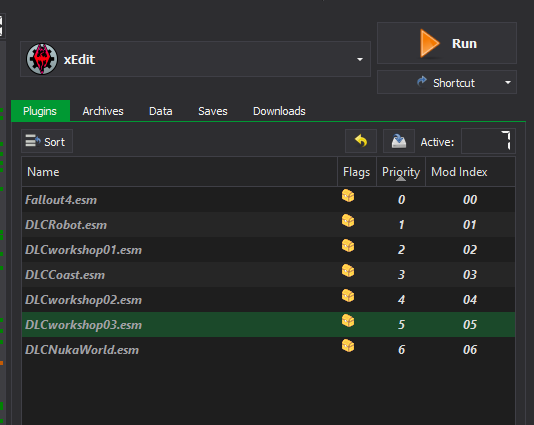 Run
xEdit
Shortcut
Plugins Archives Data Saves Downloads
Sort Active: 7
Name Flags Priority Mod Index
Fallout4.esm 0 00
DLCRobot.esm 1 01
DLCworkshop01.esm 2 02
DLCCoast.esm 3 03
DLCworkshop02.esm 4 04
DLCworkshop03.esm 5 05
DLCNukaWorld.esm 6 06